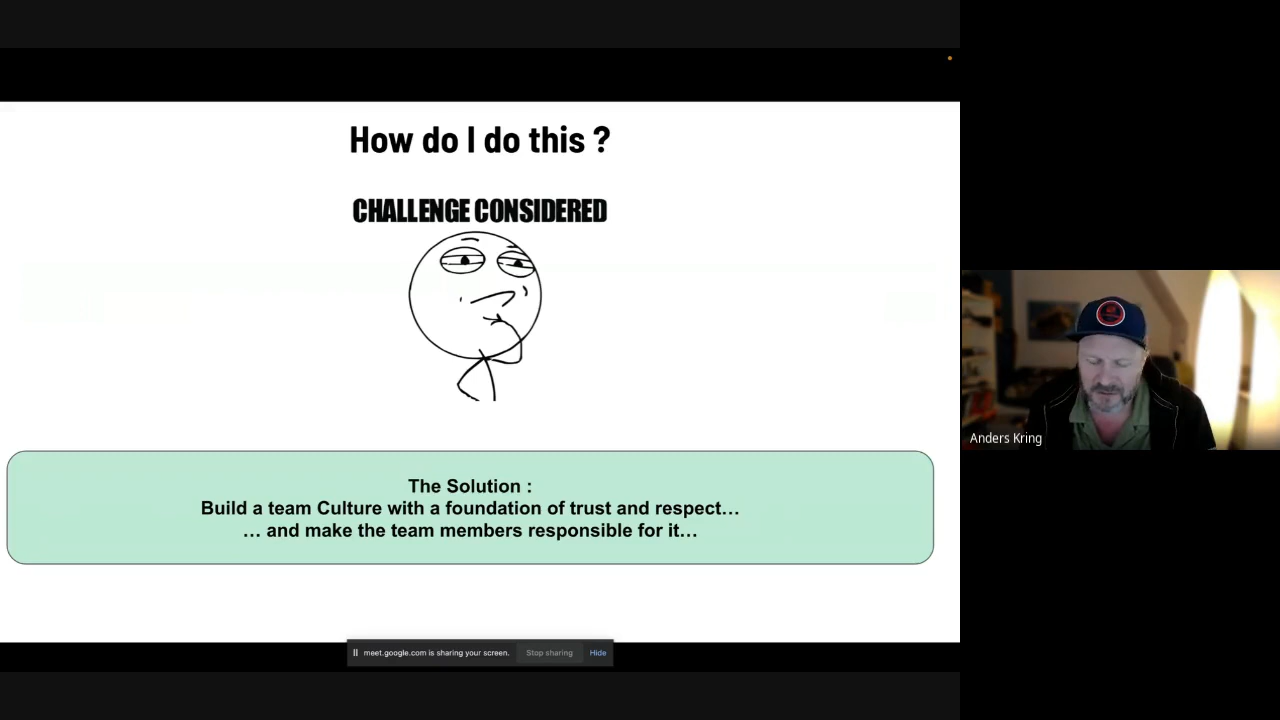 How do I do this ?
CHALLENGE CONSIDERED
The Solution :
Build a team Culture with a foundation of trust and respect…
… and make the team members responsible for it…
Anders Kring
meet.google.com is sharing your screen. Stop sharing Hide